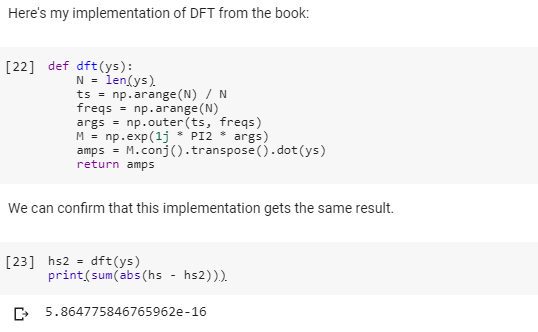 Here's my implementation of DFT from the book:
[22] def dft(ys):
N = len(ys)
ts = np.arange(N) / N
freqs = np.arange(N)
args = np.outer(ts, freqs)
M = np.exp(1j * PI2 * args)
amps = M.conj().transpose().dot(ys)
return amps
We can confirm that this implementation gets the same result.
[23] hs2 = dft(ys)
print(sum(abs(hs - hs2)))
5.864775846765962e-16